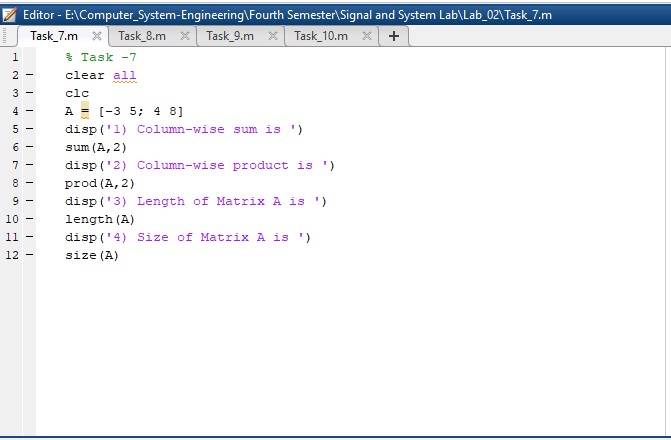 Editor - E:\Computer_System-Engineering\Fourth Semester\Signal and System Lab\Lab_02\Task_7.m
Task_7.m × Task_8.m × Task_9.m × Task_10.m × +
1 % Task -7
2 - clear all
3 - clc
4 - A = [-3 5; 4 8]
5 - disp('1) Column-wise sum is ')
6 - sum(A,2)
7 - disp('2) Column-wise product is ')
8 - prod(A,2)
9 - disp('3) Length of Matrix A is ')
10 - length(A)
11 - disp('4) Size of Matrix A is ')
12 - size(A)